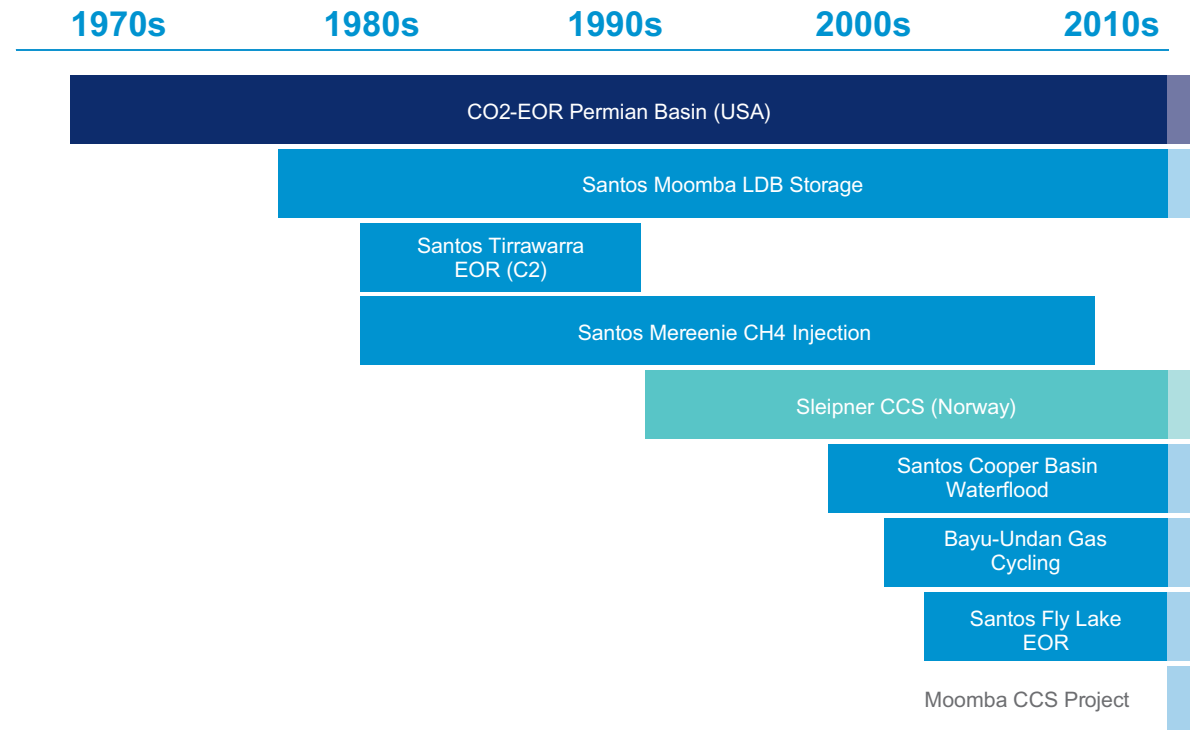 1970s 1980s 1990s 2000s 2010s
CO2-EOR Permian Basin (USA)
Santos Moomba LDB Storage
Santos Tirrawarra
EOR (C2)
Santos Mereenie CH4 Injection
Sleipner CCS (Norway)
Santos Cooper Basin
Waterflood
Bayu-Undan Gas
Cycling
Santos Fly Lake
EOR
Moomba CCS Project